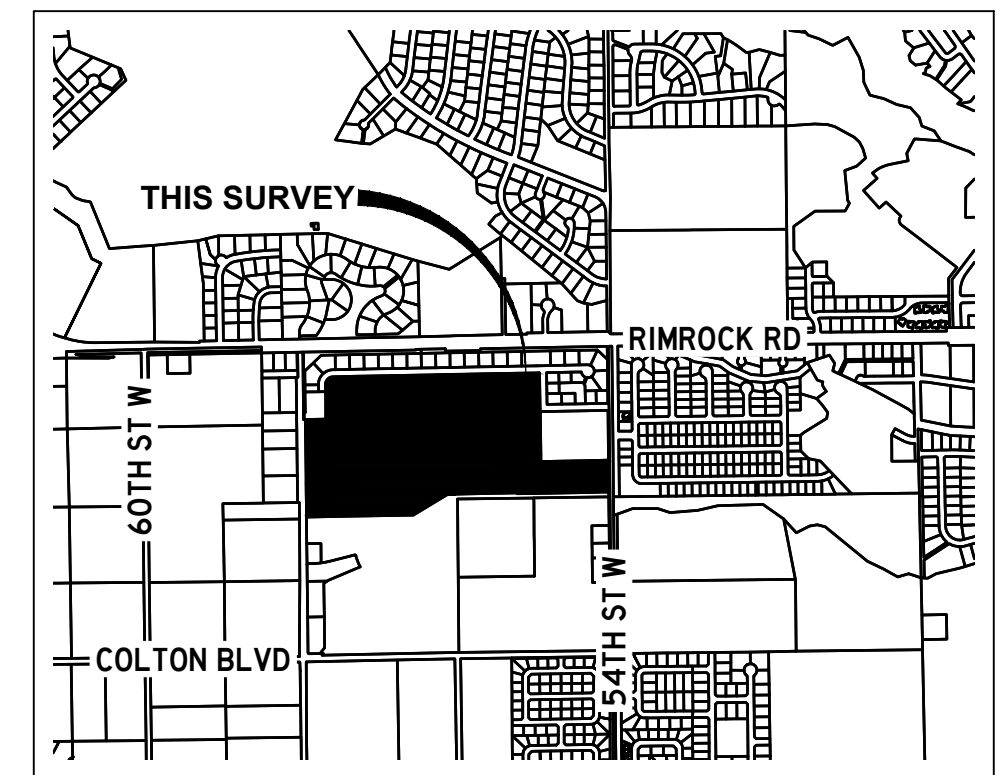 THIS SURVEY
RIMROCK RD
60TH ST W
54TH ST W
COLTON BLVD